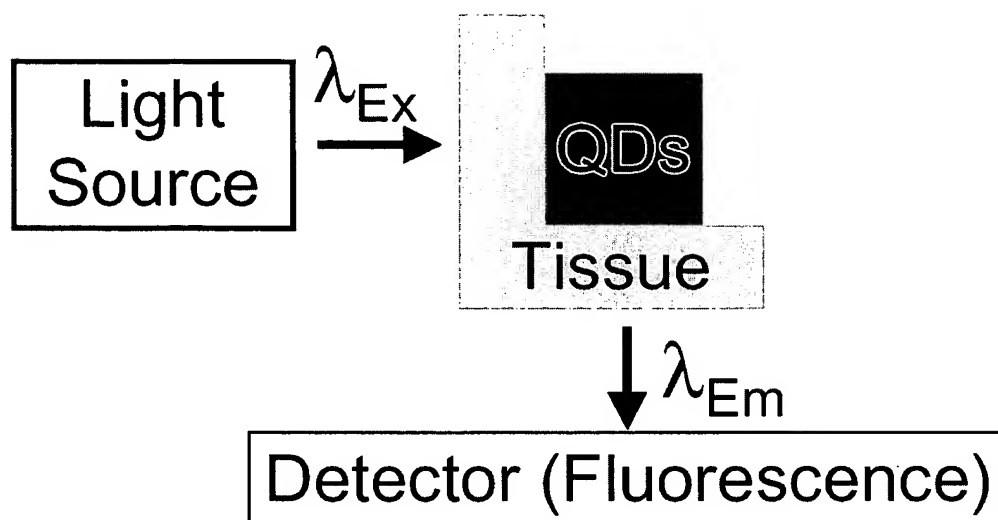 Light
Source
λEx
QDs
Tissue
λEm
Detector (Fluorescence)